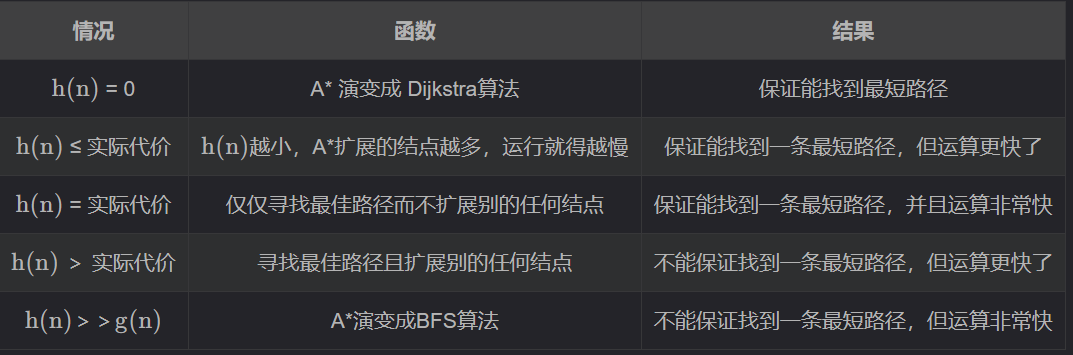 情况 函数 结果
h(n) = 0 A* 演变成 Dijkstra算法 保证能找到最短路径
h(n) ≤ 实际代价 h(n)越小，A*扩展的结点越多，运行就得越慢 保证能找到一条最短路径，但运算更快了
h(n) = 实际代价 仅仅寻找最佳路径而不扩展别的任何结点 保证能找到一条最短路径，并且运算非常快
h(n) > 实际代价 寻找最佳路径且扩展别的任何结点 不能保证找到一条最短路径，但运算更快了
h(n) > > g(n) A*演变成BFS算法 不能保证找到一条最短路径，但运算非常快